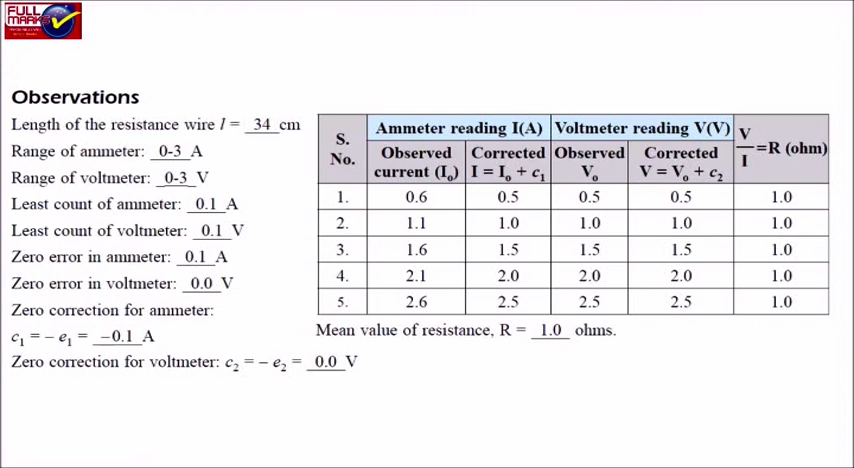 FULL
MARKS
Observations
Length of the resistance wire l = 34 cm
Range of ammeter: 0-3 A
Range of voltmeter: 0-3 V
Least count of ammeter: 0.1 A
Least count of voltmeter: 0.1 V
Zero error in ammeter: 0.1 A
Zero error in voltmeter: 0.0 V
Zero correction for ammeter:
c₁ = – e₁ = –0.1 A
Zero correction for voltmeter: c₂ = – e₂ = 0.0 V
S. No. Ammeter reading I(A) Voltmeter reading V(V) V/I =R (ohm)
Observed current (Iₒ) Corrected I = Iₒ + c₁ Observed Vₒ Corrected V = Vₒ + c₂
1. 0.6 0.5 0.5 0.5 1.0
2. 1.1 1.0 1.0 1.0 1.0
3. 1.6 1.5 1.5 1.5 1.0
4. 2.1 2.0 2.0 2.0 1.0
5. 2.6 2.5 2.5 2.5 1.0
Mean value of resistance, R = 1.0 ohms.